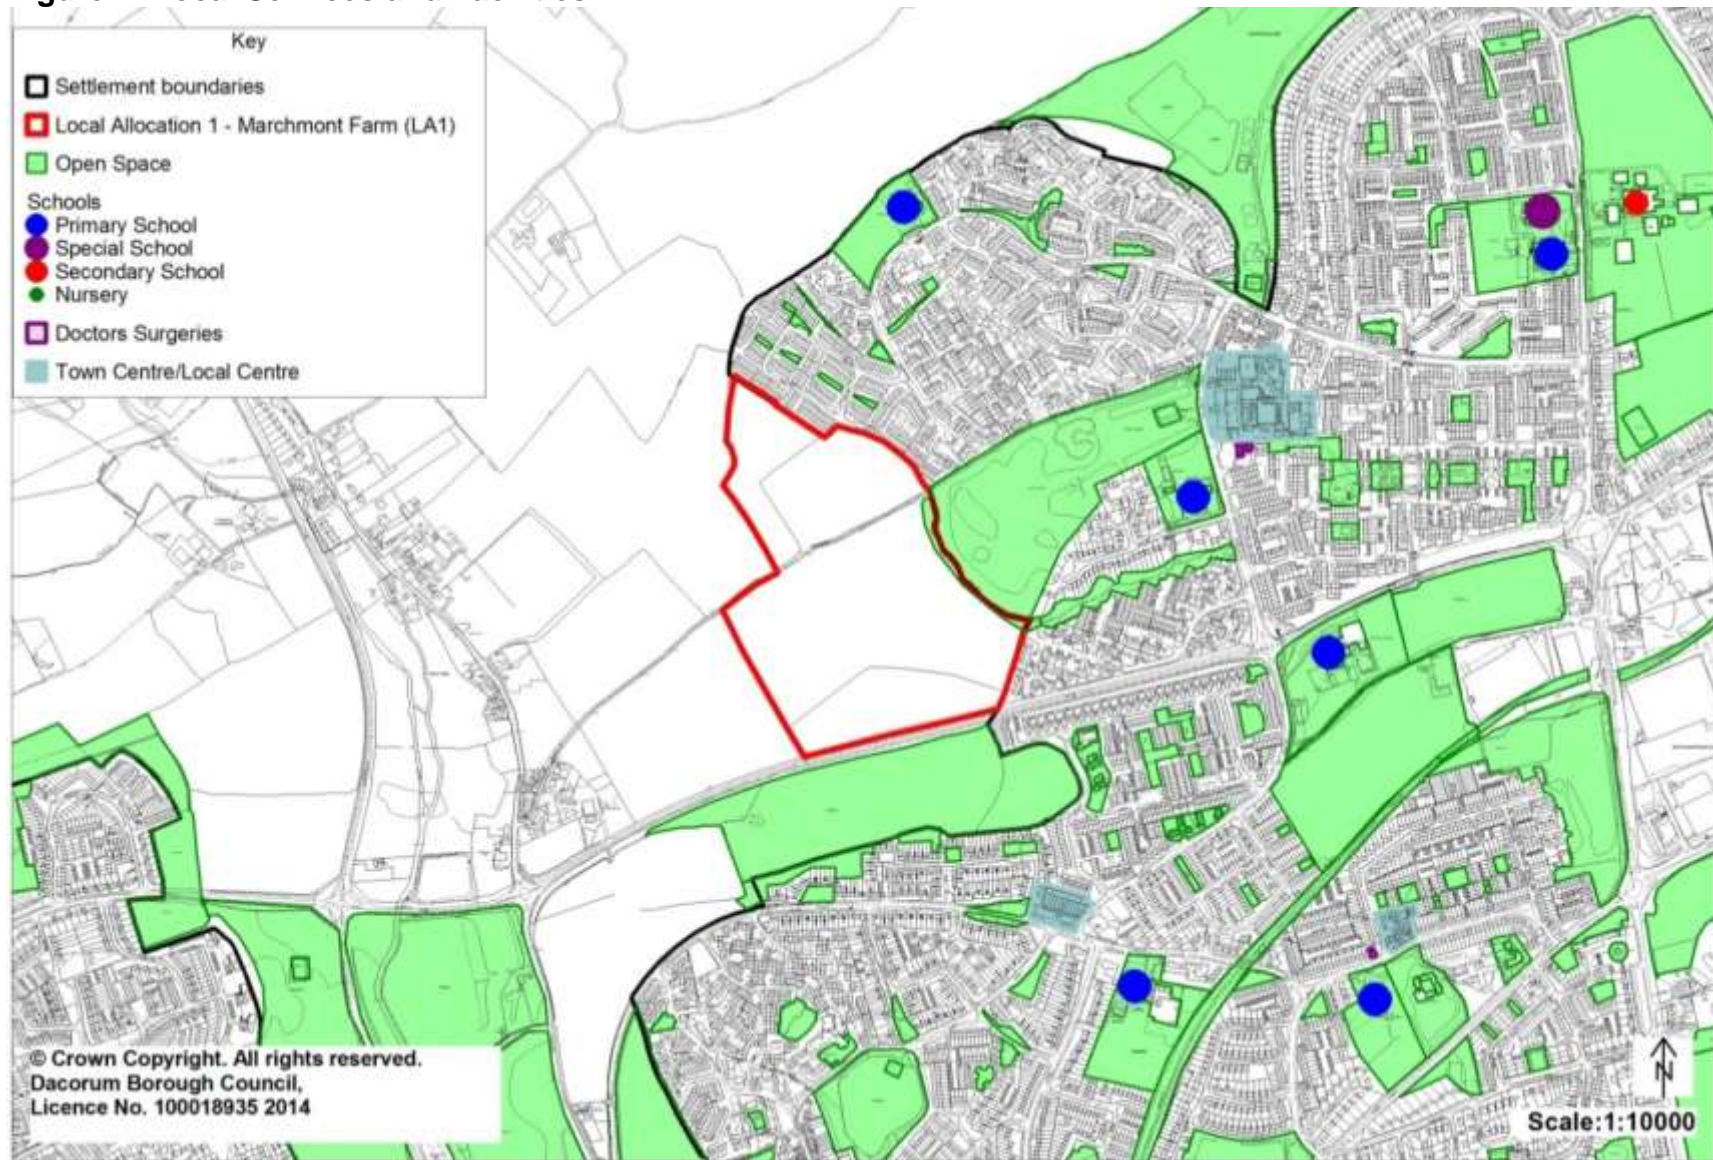 Key
Settlement boundaries
Local Allocation 1 - Marchmont Farm (LA1)
Open Space
Schools
Primary School
Special School
Secondary School
Nursery
Doctors Surgeries
Town Centre/Local Centre
© Crown Copyright. All rights reserved.
Dacorum Borough Council,
Licence No. 100018935 2014
N
Scale:1:10000